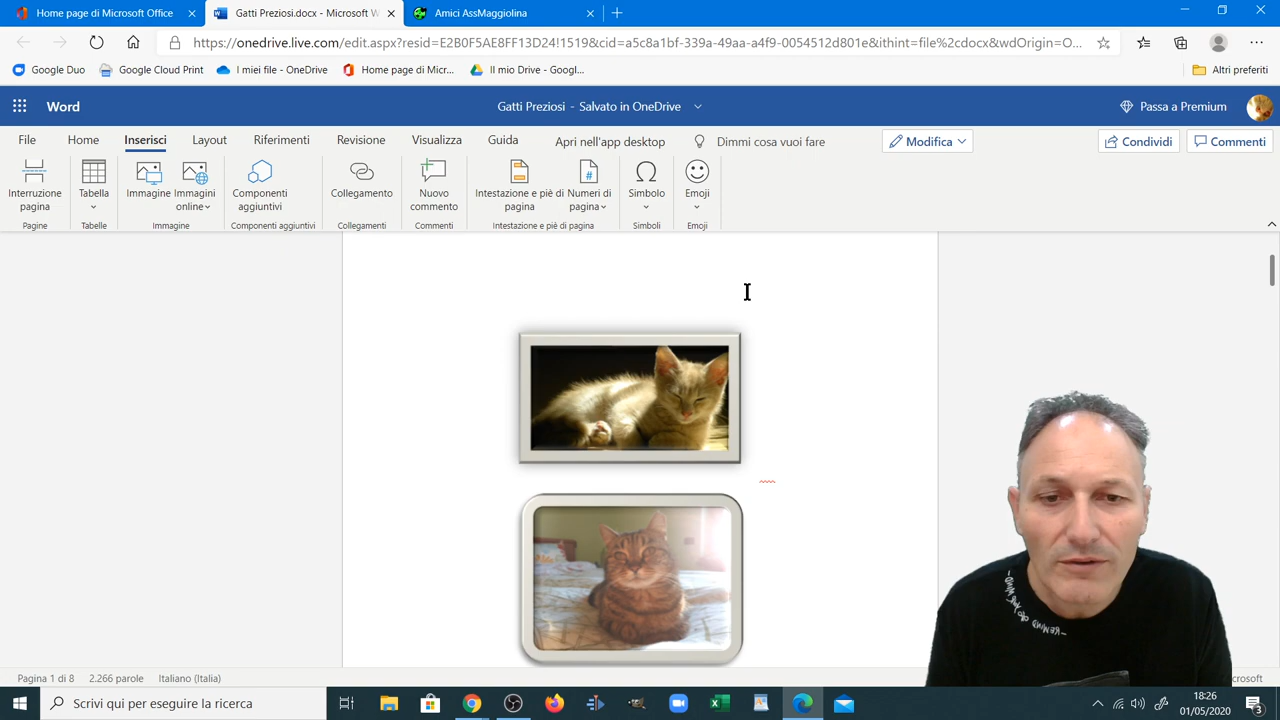 Home page di Microsoft Office
Gatti Preziosi.docx - Microsoft W
Amici AssMaggiolina
https://onedrive.live.com/edit.aspx?resid=E2B0F5AE8FF13D24!1519&cid=a5c8a1bf-339a-49aa-a4f9-0054512d801e&ithint=file%2cdocx&wdOrigin=O...
Google Duo
Google Cloud Print
I miei file - OneDrive
Home page di Micr...
Il mio Drive - Googl...
Altri preferiti
Word
Gatti Preziosi - Salvato in OneDrive
Passa a Premium
File
Home
Inserisci
Layout
Riferimenti
Revisione
Visualizza
Guida
Apri nell'app desktop
Dimmi cosa vuoi fare
Modifica
Condividi
Commenti
Interruzione pagina
Tabella
Immagine
Immagini online
Componenti aggiuntivi
Collegamento
Nuovo commento
Intestazione e piè di pagina
Numeri di pagina
Simbolo
Emoji
Pagine
Tabelle
Immagine
Componenti aggiuntivi
Collegamenti
Commenti
Intestazione e piè di pagina
Simboli
Emoji
Pagina 1 di 8
2.266 parole
Italiano (Italia)
crosoft
Scrivi qui per eseguire la ricerca
18:26
01/05/2020
3